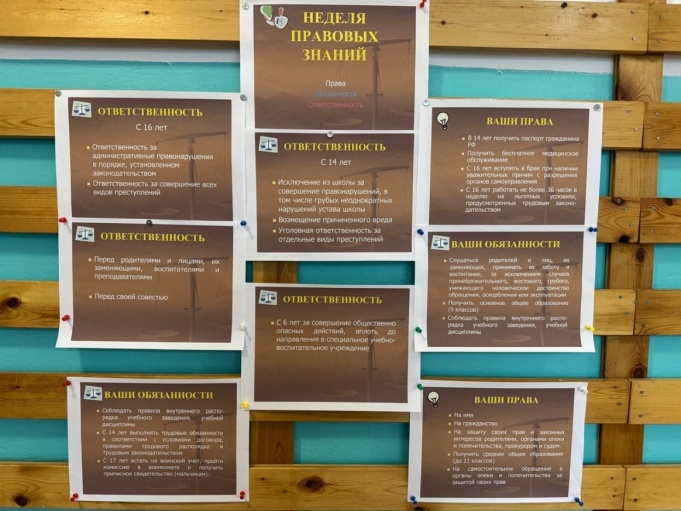 НЕДЕЛЯ
ПРАВОВЫХ
ЗНАНИЙ
Права
Обязанности
Ответственность
ОТВЕТСТВЕННОСТЬ
С 16 лет
Ответственность за
административные правонарушения
в порядке, установленном
законодательством
Ответственность за совершение всех
видов преступлений
ОТВЕТСТВЕННОСТЬ
Перед родителями и лицами, их
заменяющими, воспитателями и
преподавателями
Перед своей совестью
ВАШИ ОБЯЗАННОСТИ
Соблюдать правила внутреннего распо-
рядка учебного заведения, учебной
дисциплины
С 14 лет выполнять трудовые обязанности
в соответствии с условиями договора,
правилами трудового распорядка и
трудовым законодательством
С 17 лет встать на воинский учет, пройти
комиссию в военкомате и получить
приписное свидетельство (мальчикам)
ОТВЕТСТВЕННОСТЬ
С 14 лет
Исключение из школы за
совершение правонарушений, в
том числе грубых неоднократных
нарушений устава школы
Возмещение причиненного вреда
Уголовная ответственность за
отдельные виды преступлений
ОТВЕТСТВЕННОСТЬ
С 6 лет за совершение общественно
опасных действий, вплоть до
направления в специальное учебно-
воспитательное учреждение
ВАШИ ПРАВА
В 14 лет получить паспорт гражданина
РФ
Получить бесплатное медицинское
обслуживание
С 16 лет вступить в брак при наличии
уважительных причин с разрешения
органов самоуправления
С 16 лет работать не более 36 часов в
неделю на льготных условиях,
предусмотренных трудовым законо-
дательством
ВАШИ ОБЯЗАННОСТИ
Слушаться родителей и лиц, их
заменяющих, принимать их заботу и
воспитание, за исключением случаев
пренебрежительного, жестокого, грубого,
унижающего человеческое достоинство
обращения, оскорбления или эксплуатации
Получить основное общее образование
(9 классов)
Соблюдать правила внутреннего распо-
рядка учебного заведения, учебной
дисциплины
ВАШИ ПРАВА
На имя
На гражданство
На защиту своих прав и законных
интересов родителями, органами опеки
и попечительства, прокурором и судом.
Получить среднее общее образование
(до 11 классов)
На самостоятельное обращение в
органы опеки и попечительства за
защитой своих прав